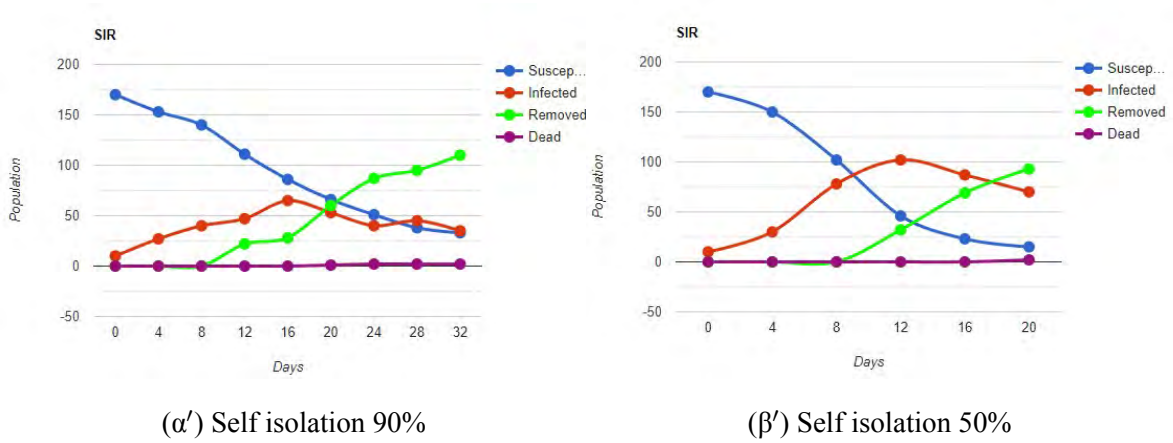 SIR
200
150
100
50
0
-50
Population
0 4 8 12 16 20 24 28 32
Days
Suscep...
Infected
Removed
Dead
(α′) Self isolation 90%
SIR
200
150
100
50
0
-50
Population
0 4 8 12 16 20
Days
Suscep...
Infected
Removed
Dead
(β′) Self isolation 50%